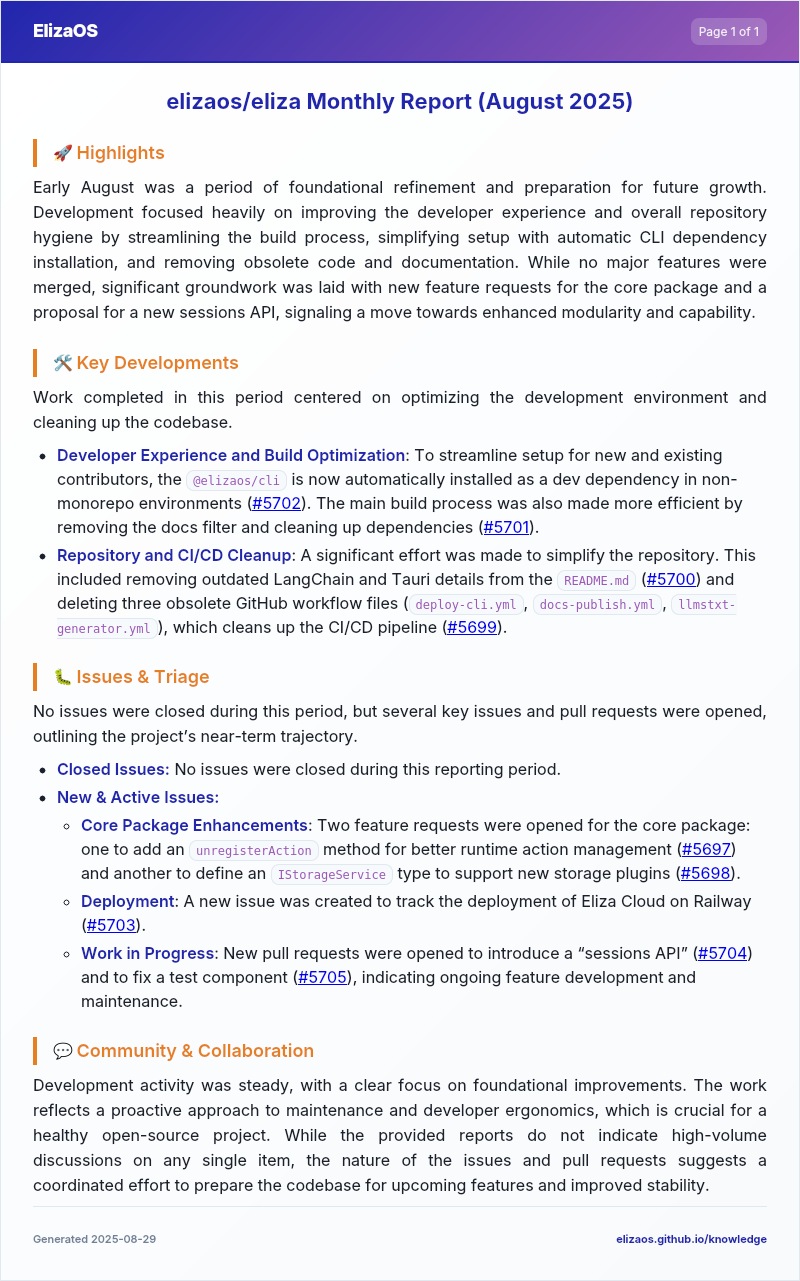 ElizaOS
Page 1 of 1
elizaos/eliza Monthly Report (August 2025)
🚀 Highlights
Early August was a period of foundational refinement and preparation for future growth.
Development focused heavily on improving the developer experience and overall repository
hygiene by streamlining the build process, simplifying setup with automatic CLI dependency
installation, and removing obsolete code and documentation. While no major features were
merged, significant groundwork was laid with new feature requests for the core package and a
proposal for a new sessions API, signaling a move towards enhanced modularity and capability.
🛠️ Key Developments
Work completed in this period centered on optimizing the development environment and
cleaning up the codebase.
• Developer Experience and Build Optimization: To streamline setup for new and existing
contributors, the @elizaos/cli is now automatically installed as a dev dependency in non-
monorepo environments (#5702). The main build process was also made more efficient by
removing the docs filter and cleaning up dependencies (#5701).
• Repository and CI/CD Cleanup: A significant effort was made to simplify the repository. This
included removing outdated LangChain and Tauri details from the README.md (#5700) and
deleting three obsolete GitHub workflow files (deploy-cli.yml, docs-publish.yml, llmstxt-
generator.yml), which cleans up the CI/CD pipeline (#5699).
🐛 Issues & Triage
No issues were closed during this period, but several key issues and pull requests were opened,
outlining the project’s near-term trajectory.
• Closed Issues: No issues were closed during this reporting period.
• New & Active Issues:
◦ Core Package Enhancements: Two feature requests were opened for the core package:
one to add an unregisterAction method for better runtime action management (#5697)
and another to define an IStorageService type to support new storage plugins (#5698).
◦ Deployment: A new issue was created to track the deployment of Eliza Cloud on Railway
(#5703).
◦ Work in Progress: New pull requests were opened to introduce a “sessions API” (#5704)
and to fix a test component (#5705), indicating ongoing feature development and
maintenance.
💬 Community & Collaboration
Development activity was steady, with a clear focus on foundational improvements. The work
reflects a proactive approach to maintenance and developer ergonomics, which is crucial for a
healthy open-source project. While the provided reports do not indicate high-volume
discussions on any single item, the nature of the issues and pull requests suggests a
coordinated effort to prepare the codebase for upcoming features and improved stability.
Generated 2025-08-29
elizaos.github.io/knowledge